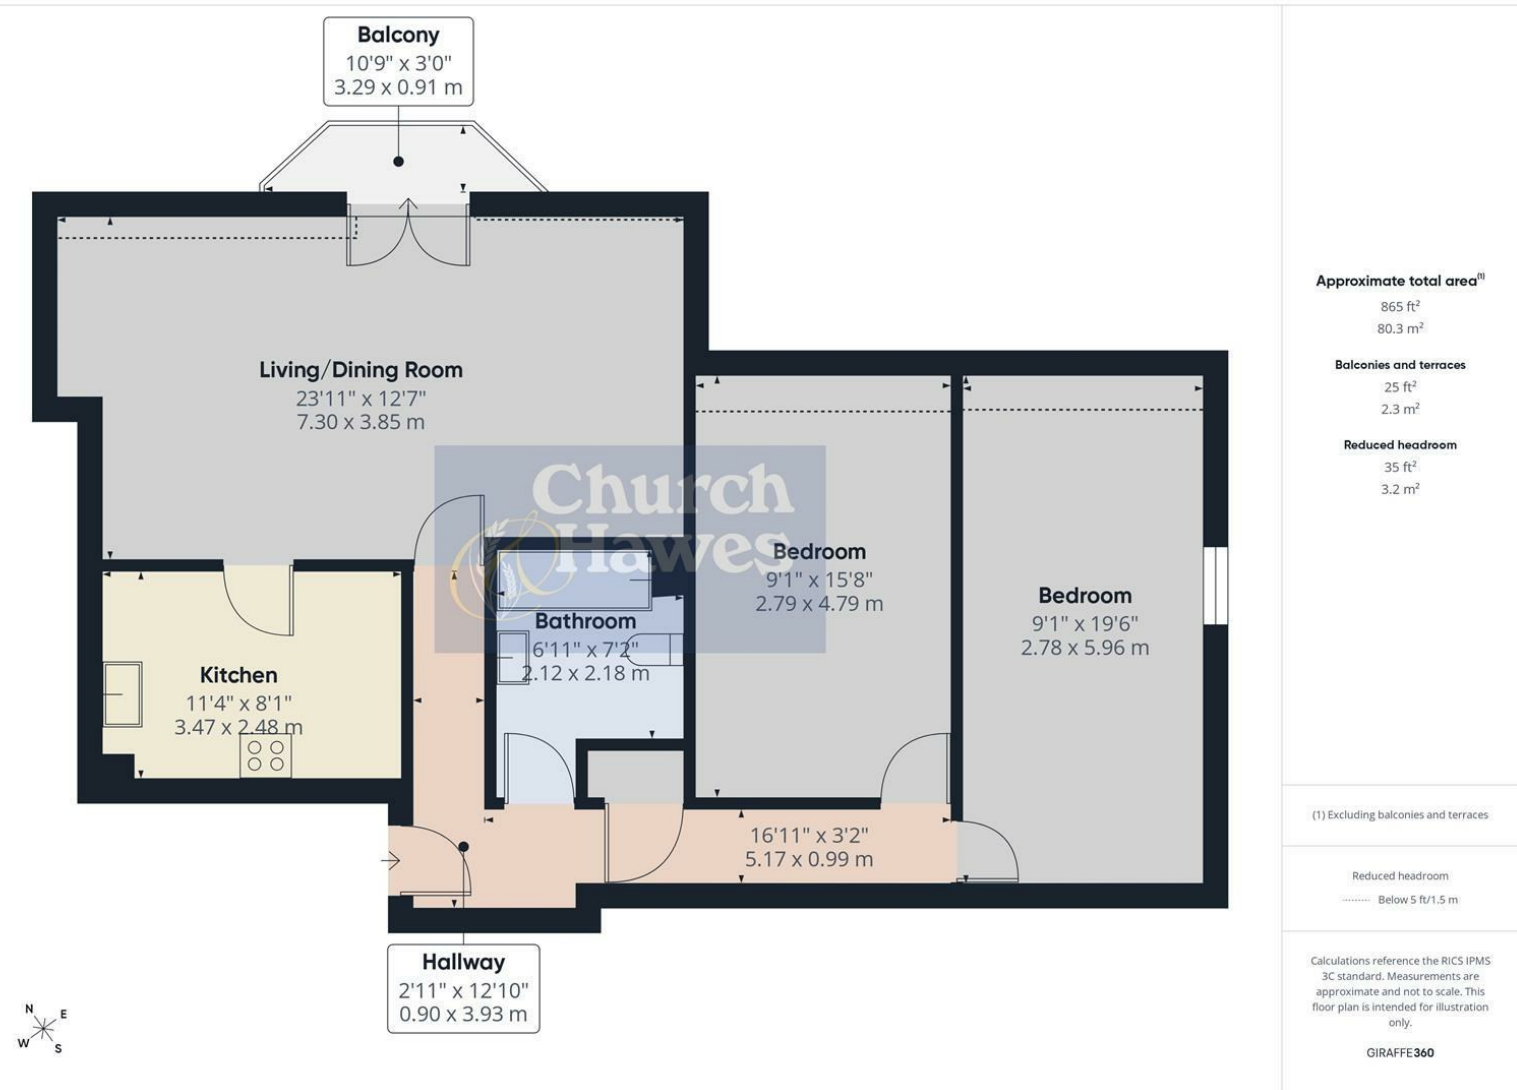 Balcony
10'9" x 3'0"
3.29 x 0.91 m
Living/Dining Room
23'11" x 12'7"
7.30 x 3.85 m
Church
Hawes
Bedroom
9'1" x 15'8"
2.79 x 4.79 m
Bedroom
9'1" x 19'6"
2.78 x 5.96 m
Bathroom
6'11" x 7'2"
2.12 x 2.18 m
Kitchen
11'4" x 8'1"
3.47 x 2.48 m
16'11" x 3'2"
5.17 x 0.99 m
Hallway
2'11" x 12'10"
0.90 x 3.93 m
N
E
W
S
Approximate total area(1)
865 ft²
80.3 m²
Balconies and terraces
25 ft²
2.3 m²
Reduced headroom
35 ft²
3.2 m²
(1) Excluding balconies and terraces
Reduced headroom
Below 5 ft/1.5 m
Calculations reference the RICS IPMS
3C standard. Measurements are
approximate and not to scale. This
floor plan is intended for illustration
only.
GIRAFFE360